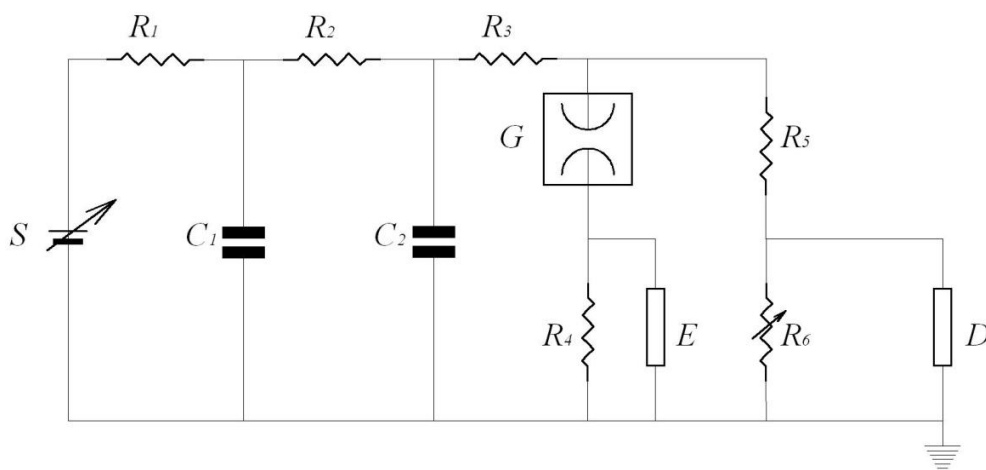 R₁ R₂ R₃
G R₅
S C₁ C₂
R₄ E R₆ D